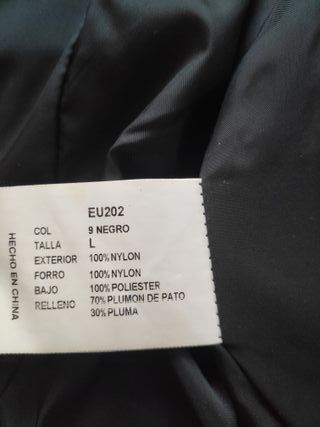 EU202
COL 9 NEGRO
TALLA L
EXTERIOR 100%NYLON
FORRO 100%NYLON
BAJO 100%POLIESTER
RELLENO 70%PLUMON DE PATO
30%PLUMA
HECHO EN CHINA